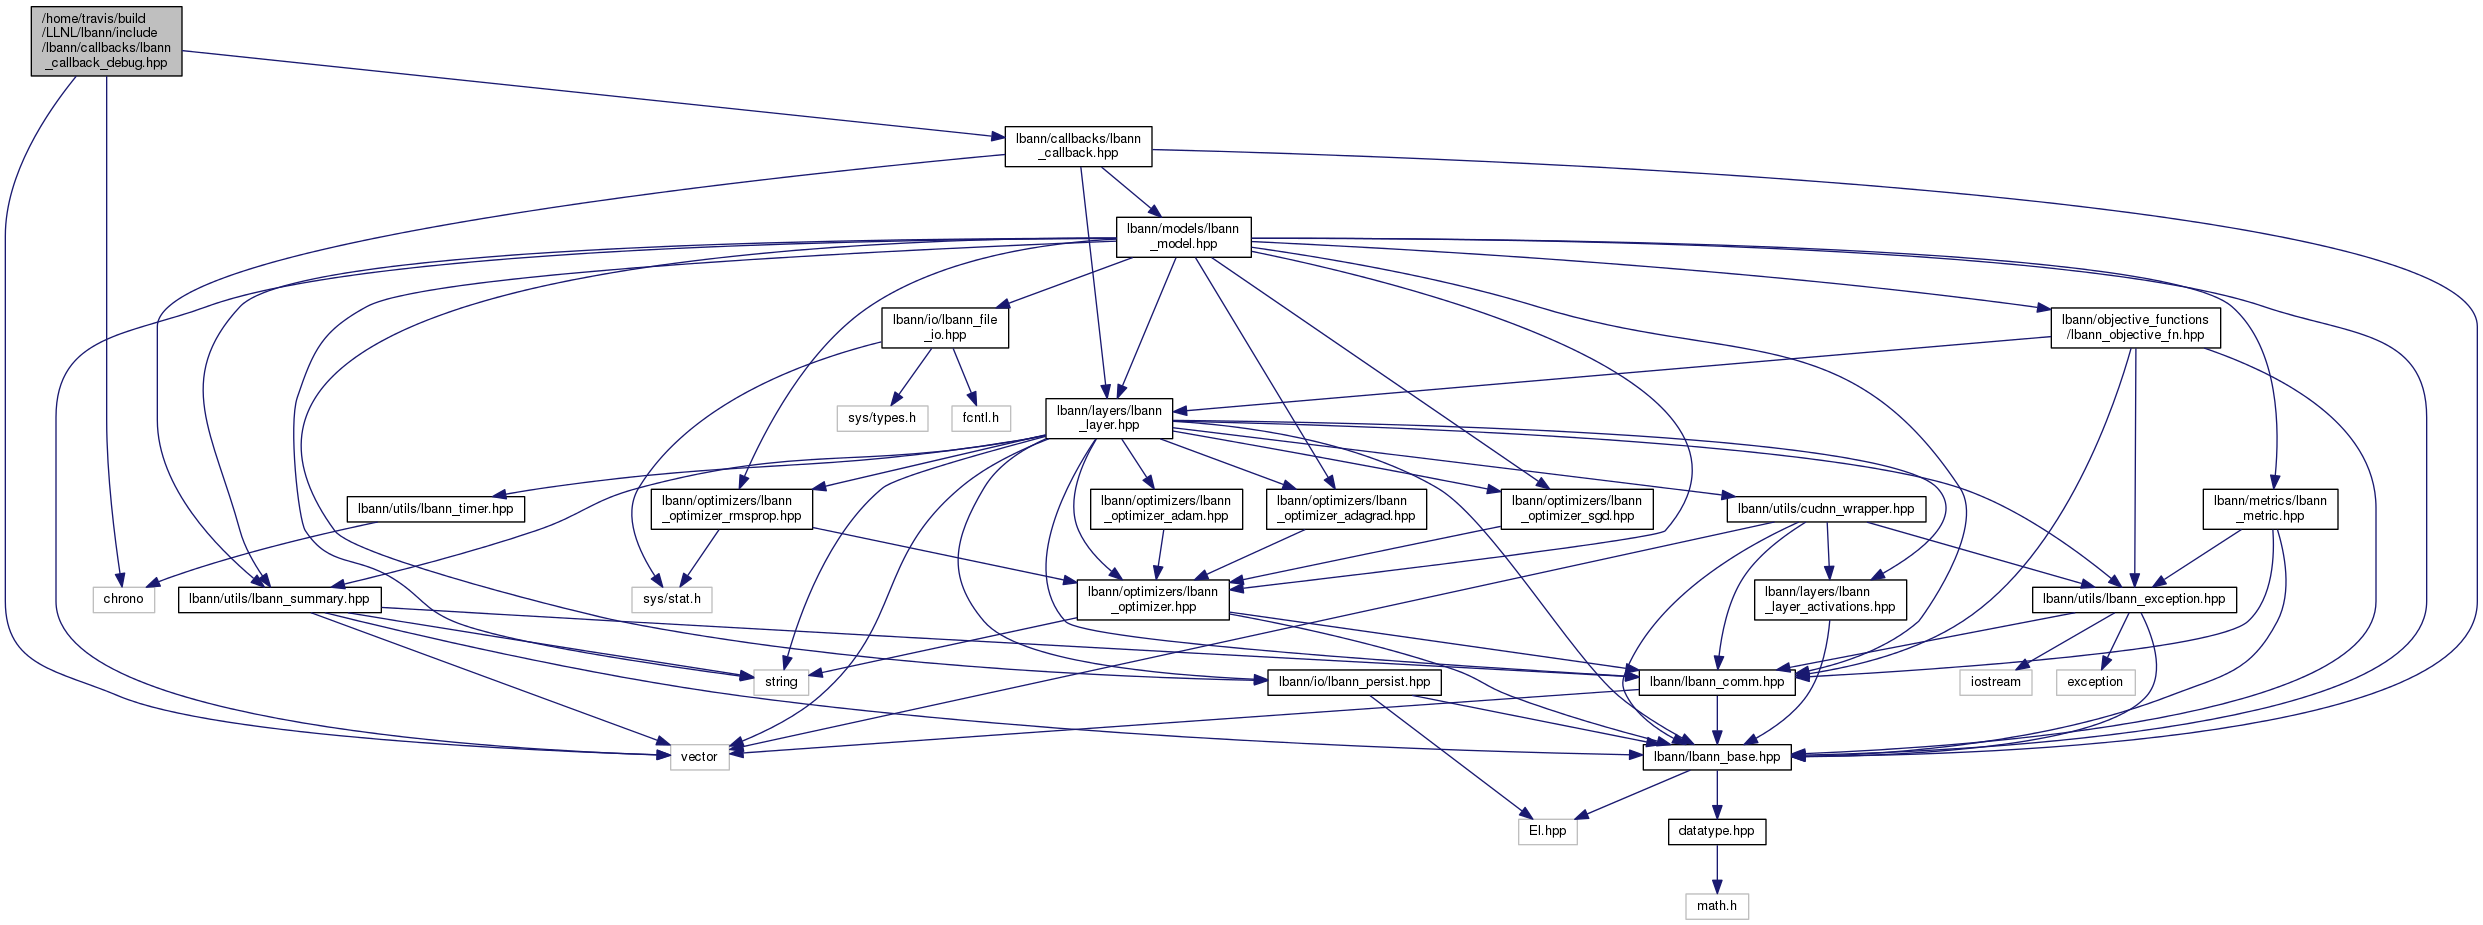 /home/travis/build
/LLNL/lbann/include
/lbann/callbacks/lbann
_callback_debug.hpp
lbann/callbacks/lbann
_callback.hpp
lbann/models/lbann
_model.hpp
lbann/io/lbann_file
_io.hpp
lbann/objective_functions
/lbann_objective_fn.hpp
sys/types.h
fcntl.h
lbann/layers/lbann
_layer.hpp
lbann/utils/lbann_timer.hpp
lbann/optimizers/lbann
_optimizer_rmsprop.hpp
lbann/optimizers/lbann
_optimizer_adam.hpp
lbann/optimizers/lbann
_optimizer_adagrad.hpp
lbann/optimizers/lbann
_optimizer_sgd.hpp
lbann/utils/cudnn_wrapper.hpp
lbann/metrics/lbann
_metric.hpp
chrono
lbann/utils/lbann_summary.hpp
sys/stat.h
lbann/optimizers/lbann
_optimizer.hpp
lbann/layers/lbann
_layer_activations.hpp
lbann/utils/lbann_exception.hpp
string
lbann/io/lbann_persist.hpp
lbann/lbann_comm.hpp
iostream
exception
vector
lbann/lbann_base.hpp
El.hpp
datatype.hpp
math.h